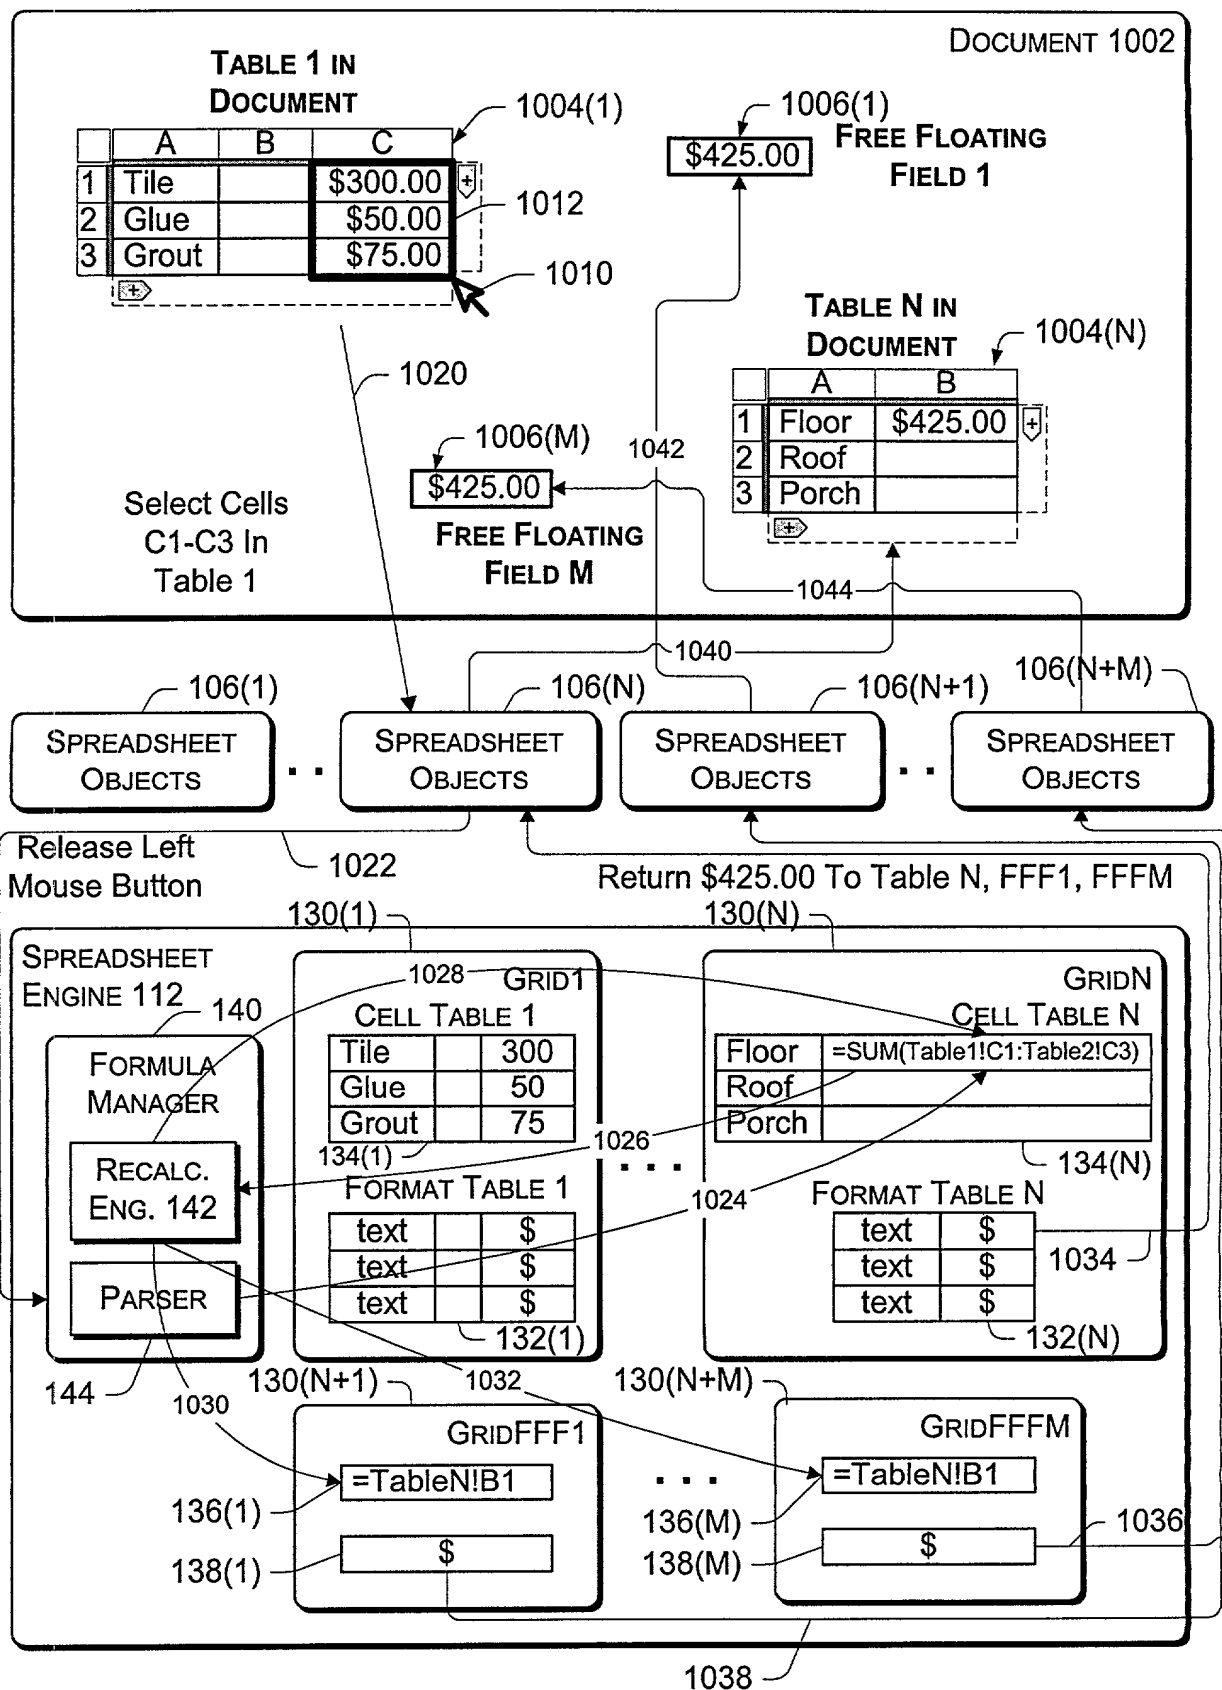 DOCUMENT 1002
TABLE 1 IN
DOCUMENT
1004(1)
A B C
1 Tile $300.00
2 Glue $50.00
3 Grout $75.00
+
+
1012
1010
1006(1)
$425.00
FREE FLOATING
FIELD 1
TABLE N IN
DOCUMENT
1004(N)
A B
1 Floor $425.00
2 Roof
3 Porch
+
+
1020
1042
1006(M)
$425.00
FREE FLOATING
FIELD M
Select Cells
C1-C3 In
Table 1
1044
1040
106(1)
106(N)
106(N+1)
106(N+M)
SPREADSHEET
OBJECTS
. .
SPREADSHEET
OBJECTS
SPREADSHEET
OBJECTS
. .
SPREADSHEET
OBJECTS
Release Left
Mouse Button
1022
Return $425.00 To Table N, FFF1, FFFM
130(1)
130(N)
SPREADSHEET
ENGINE 112
140
FORMULA
MANAGER
RECALC.
ENG. 142
PARSER
144
1028
GRID1
CELL TABLE 1
Tile 300
Glue 50
Grout 75
134(1)
FORMAT TABLE 1
text $
text $
text $
132(1)
1026
. . .
1024
GRIDN
CELL TABLE N
Floor =SUM(Table1!C1:Table2!C3)
Roof
Porch
134(N)
FORMAT TABLE N
text $
text $
text $
1034
132(N)
1030
1032
130(N+1)
GRIDFFF1
=TableN!B1
136(1)
$
138(1)
. . .
130(N+M)
GRIDFFFM
=TableN!B1
136(M)
$
138(M)
1036
1038